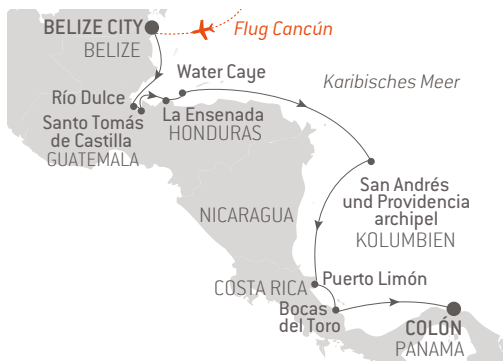 BELIZE CITY
BELIZE
Flug Cancún
Water Caye
Karibisches Meer
Río Dulce
Santo Tomás
de Castilla
GUATEMALA
La Ensenada
HONDURAS
San Andrés
und Providencia
archipel
KOLUMBIEN
NICARAGUA
COSTA RICA
Puerto Limón
Bocas
del Toro
COLÓN
PANAMA